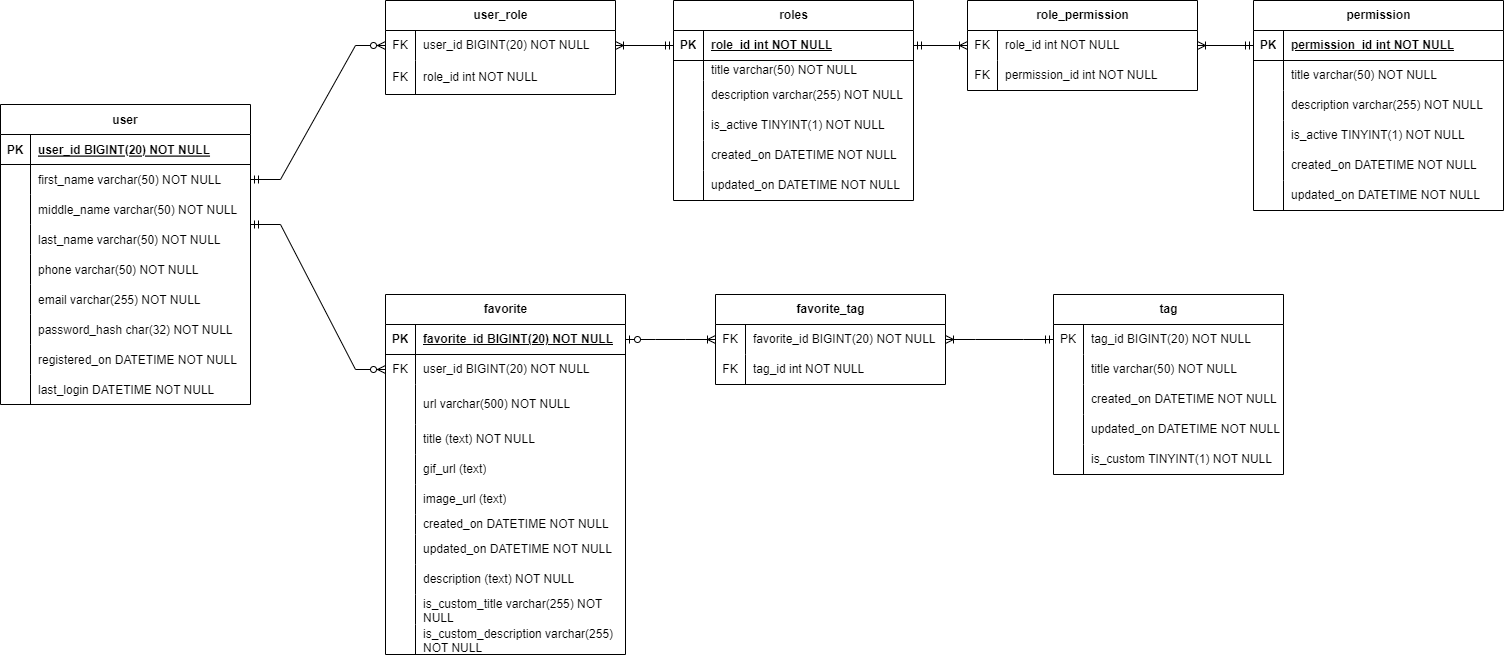 user_role
FK user_id BIGINT(20) NOT NULL
FK role_id int NOT NULL
roles
PK role_id int NOT NULL
title varchar(50) NOT NULL
description varchar(255) NOT NULL
is_active TINYINT(1) NOT NULL
created_on DATETIME NOT NULL
updated_on DATETIME NOT NULL
role_permission
FK role_id int NOT NULL
FK permission_id int NOT NULL
permission
PK permission_id int NOT NULL
title varchar(50) NOT NULL
description varchar(255) NOT NULL
is_active TINYINT(1) NOT NULL
created_on DATETIME NOT NULL
updated_on DATETIME NOT NULL
user
PK user_id BIGINT(20) NOT NULL
first_name varchar(50) NOT NULL
middle_name varchar(50) NOT NULL
last_name varchar(50) NOT NULL
phone varchar(50) NOT NULL
email varchar(255) NOT NULL
password_hash char(32) NOT NULL
registered_on DATETIME NOT NULL
last_login DATETIME NOT NULL
favorite
PK favorite_id BIGINT(20) NOT NULL
FK user_id BIGINT(20) NOT NULL
url varchar(500) NOT NULL
title (text) NOT NULL
gif_url (text)
image_url (text)
created_on DATETIME NOT NULL
updated_on DATETIME NOT NULL
description (text) NOT NULL
is_custom_title varchar(255) NOT
NULL
is_custom_description varchar(255)
NOT NULL
favorite_tag
FK favorite_id BIGINT(20) NOT NULL
FK tag_id int NOT NULL
tag
PK tag_id BIGINT(20) NOT NULL
title varchar(50) NOT NULL
created_on DATETIME NOT NULL
updated_on DATETIME NOT NULL
is_custom TINYINT(1) NOT NULL